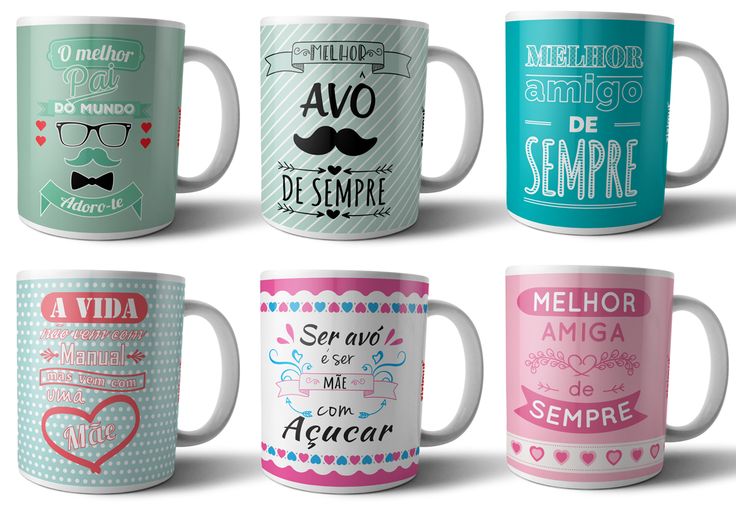 O melhor
Pai
DO MUNDO
Adoro-te
MELHOR
AVÔ
DE SEMPRE
MELHOR
amigo
DE
SEMPRE
A VIDA
não vem com
Manual
mas vem com
uma
Mãe
Ser avó
é ser
MÃE
com
Açucar
MELHOR
AMIGA
de
SEMPRE